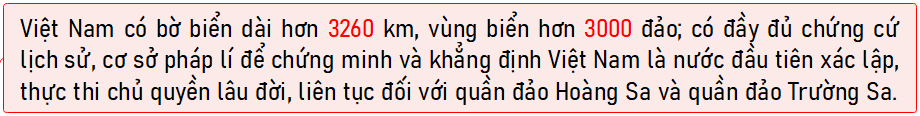 Việt Nam có bờ biển dài hơn 3260 km, vùng biển hơn 3000 đảo; có đầy đủ chứng cứ
lịch sử, cơ sở pháp lí để chứng minh và khẳng định Việt Nam là nước đầu tiên xác lập,
thực thi chủ quyền lâu đời, liên tục đối với quần đảo Hoàng Sa và quần đảo Trường Sa.